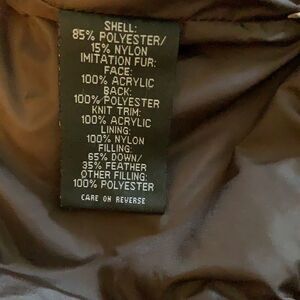 SHELL:
85% POLYESTER/
15% NYLON
IMITATION FUR:
FACE:
100% ACRYLIC
BACK:
100% POLYESTER
KNIT TRIM:
100% ACRYLIC
LINING:
100% NYLON
FILLING:
65% DOWN/
35% FEATHER
OTHER FILLING:
100% POLYESTER
CARE ON REVERSE